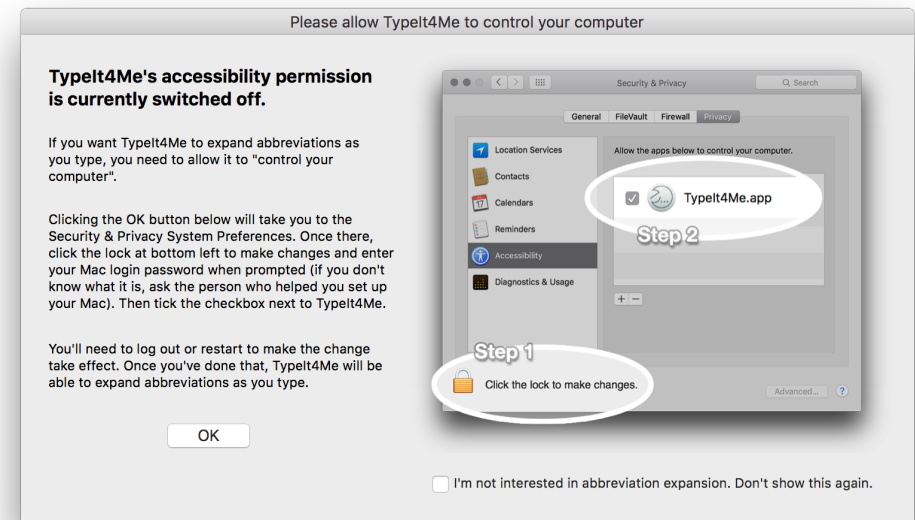 Please allow TypeIt4Me to control your computer
TypeIt4Me's accessibility permission
is currently switched off.
If you want TypeIt4Me to expand abbreviations as
you type, you need to allow it to "control your
computer".
Clicking the OK button below will take you to the
Security & Privacy System Preferences. Once there,
click the lock at bottom left to make changes and enter
your Mac login password when prompted (if you don't
know what it is, ask the person who helped you set up
your Mac). Then tick the checkbox next to TypeIt4Me.
You'll need to log out or restart to make the change
take effect. Once you've done that, TypeIt4Me will be
able to expand abbreviations as you type.
OK
Security & Privacy
Search
General FileVault Firewall Privacy
Location Services
Contacts
17
Calendars
Reminders
Accessibility
Diagnostics & Usage
Allow the apps below to control your computer.
TypeIt4Me.app
Step 2
+ −
Step 1
Click the lock to make changes.
Advanced... ?
I'm not interested in abbreviation expansion. Don't show this again.